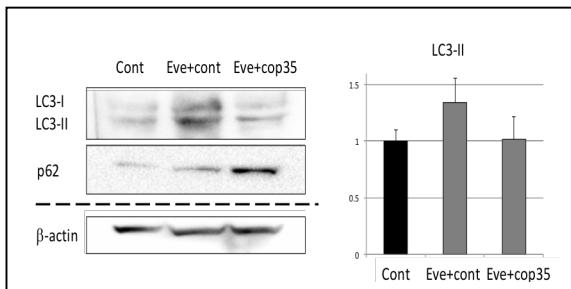 Cont Eve+cont Eve+cop35
LC3-I
LC3-II
p62
β-actin
LC3-II
1.5
1
0.5
0
Cont Eve+cont Eve+cop35